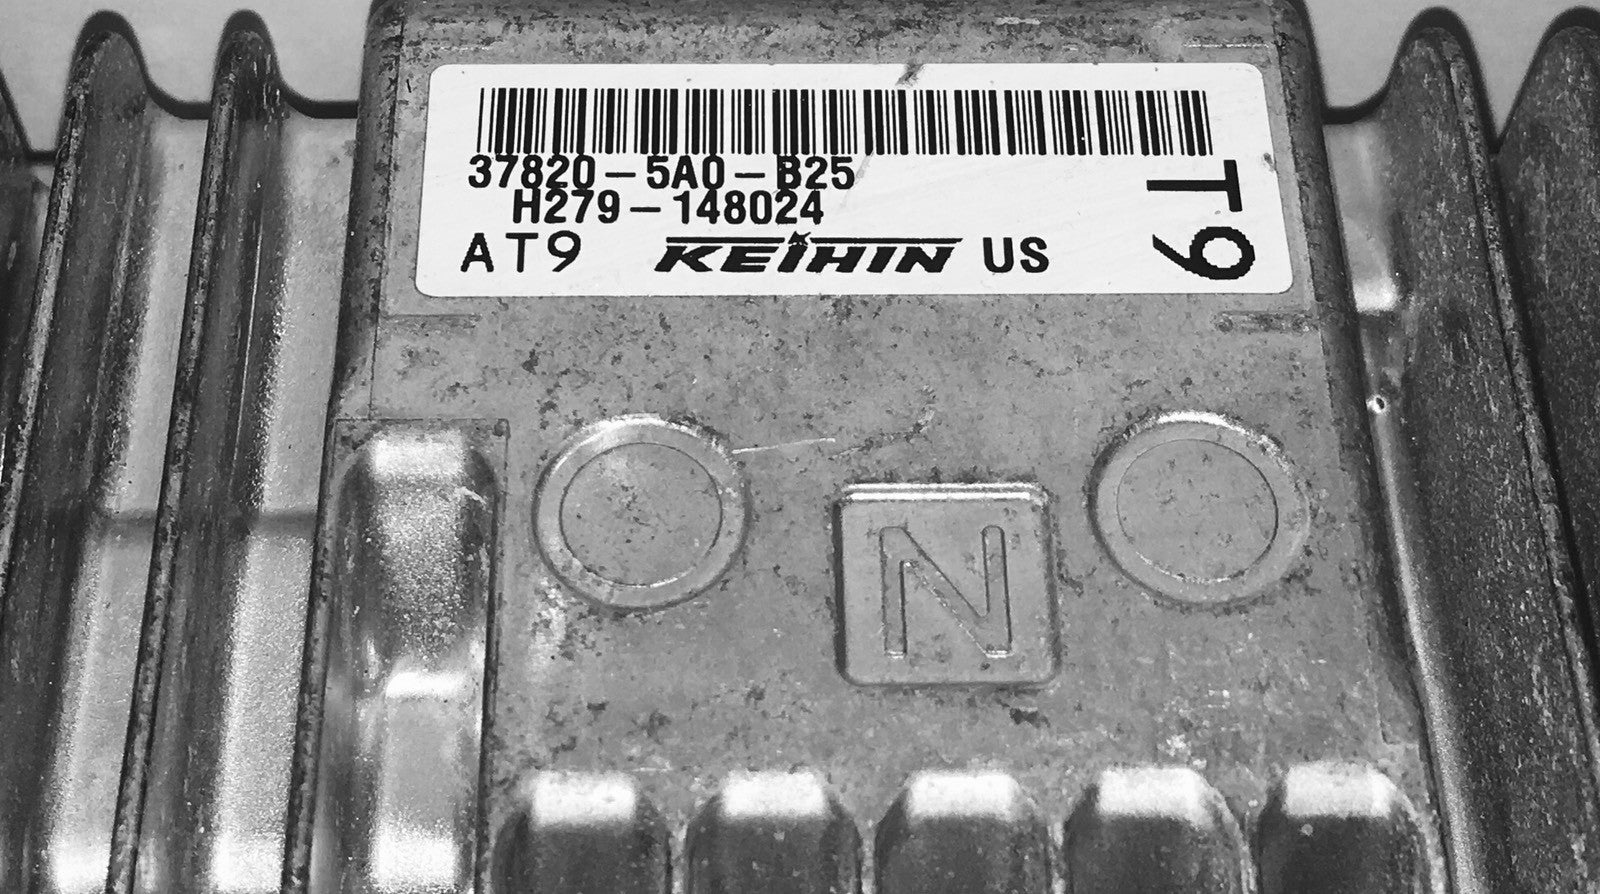 37820-5A0-B25
H279-148024
AT9 KEIHIN US
T9
N